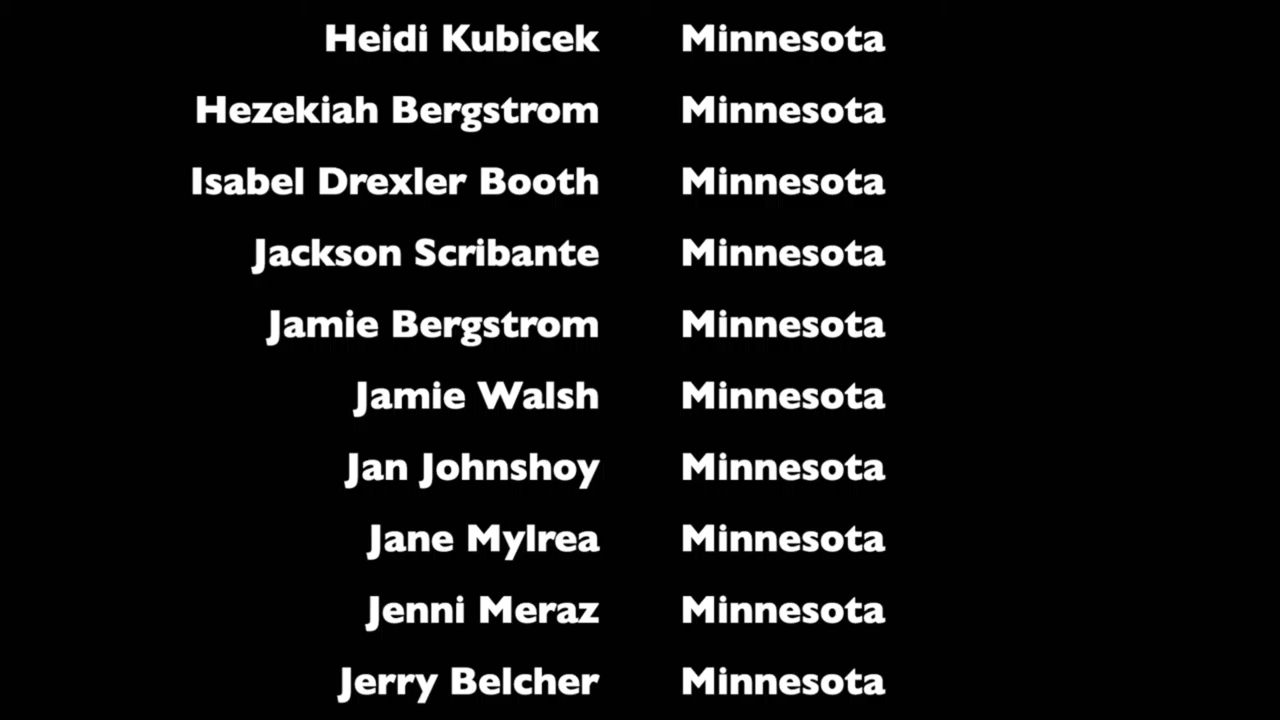 Heidi Kubicek Minnesota
Hezekiah Bergstrom Minnesota
Isabel Drexler Booth Minnesota
Jackson Scribante Minnesota
Jamie Bergstrom Minnesota
Jamie Walsh Minnesota
Jan Johnshoy Minnesota
Jane Mylrea Minnesota
Jenni Meraz Minnesota
Jerry Belcher Minnesota